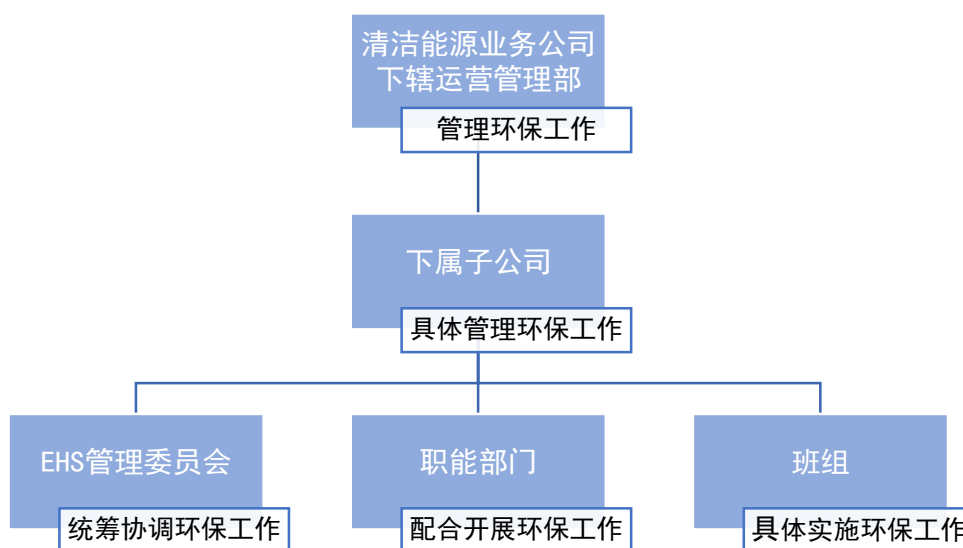 清洁能源业务公司
下辖运营管理部
管理环保工作
下属子公司
具体管理环保工作
EHS管理委员会
统筹协调环保工作
职能部门
配合开展环保工作
班组
具体实施环保工作